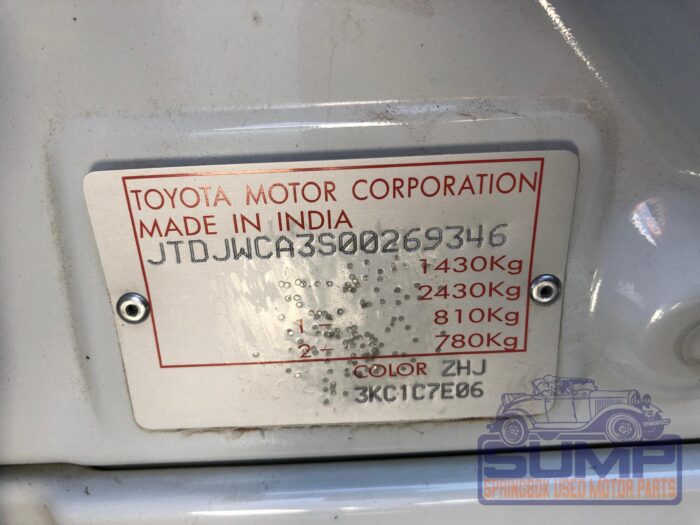 TOYOTA MOTOR CORPORATION
MADE IN INDIA
JTDJWCA3S00269346
1430Kg
2430Kg
1 - 810Kg
2 - 780Kg
COLOR ZHJ
3KC1C7E06
SUMP
SPRINGBOK USED MOTOR PARTS